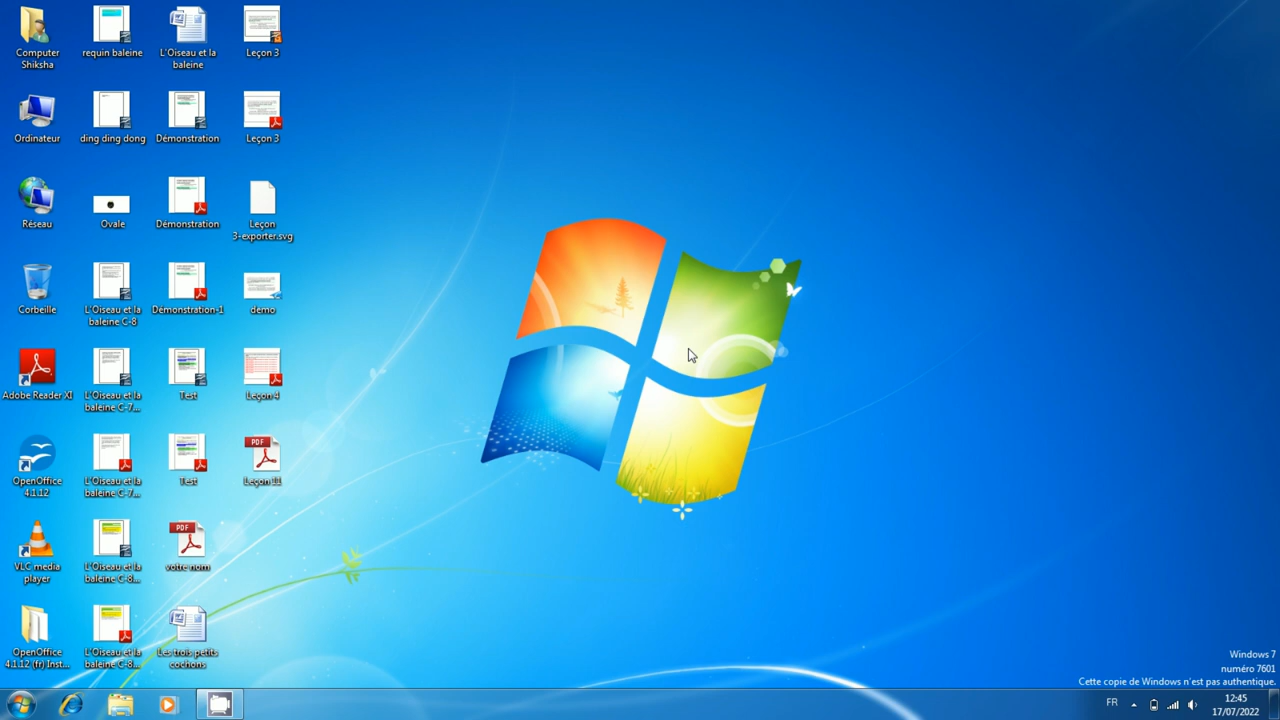 Computer
Shiksha
requin baleine
L'Oiseau et la
baleine
Leçon 3
Ordinateur
ding ding dong
Démonstration
Leçon 3
Réseau
Ovale
Démonstration
Leçon
3-exporter.svg
Corbeille
L'Oiseau et la
baleine C-8
Démonstration-1
démo
Adobe Reader XI
L'Oiseau et la
baleine C-7...
Test
Leçon 4
OpenOffice
4.1.12
L'Oiseau et la
baleine C-7...
Test
PDF
Leçon 11
VLC media
player
L'Oiseau et la
baleine C-8...
PDF
votre nom
OpenOffice
4.1.12 (fr) Inst...
L'Oiseau et la
baleine C-8...
Les trois petits
cochons
Windows 7
numéro 7601
Cette copie de Windows n'est pas authentique.
FR
12:45
17/07/2022